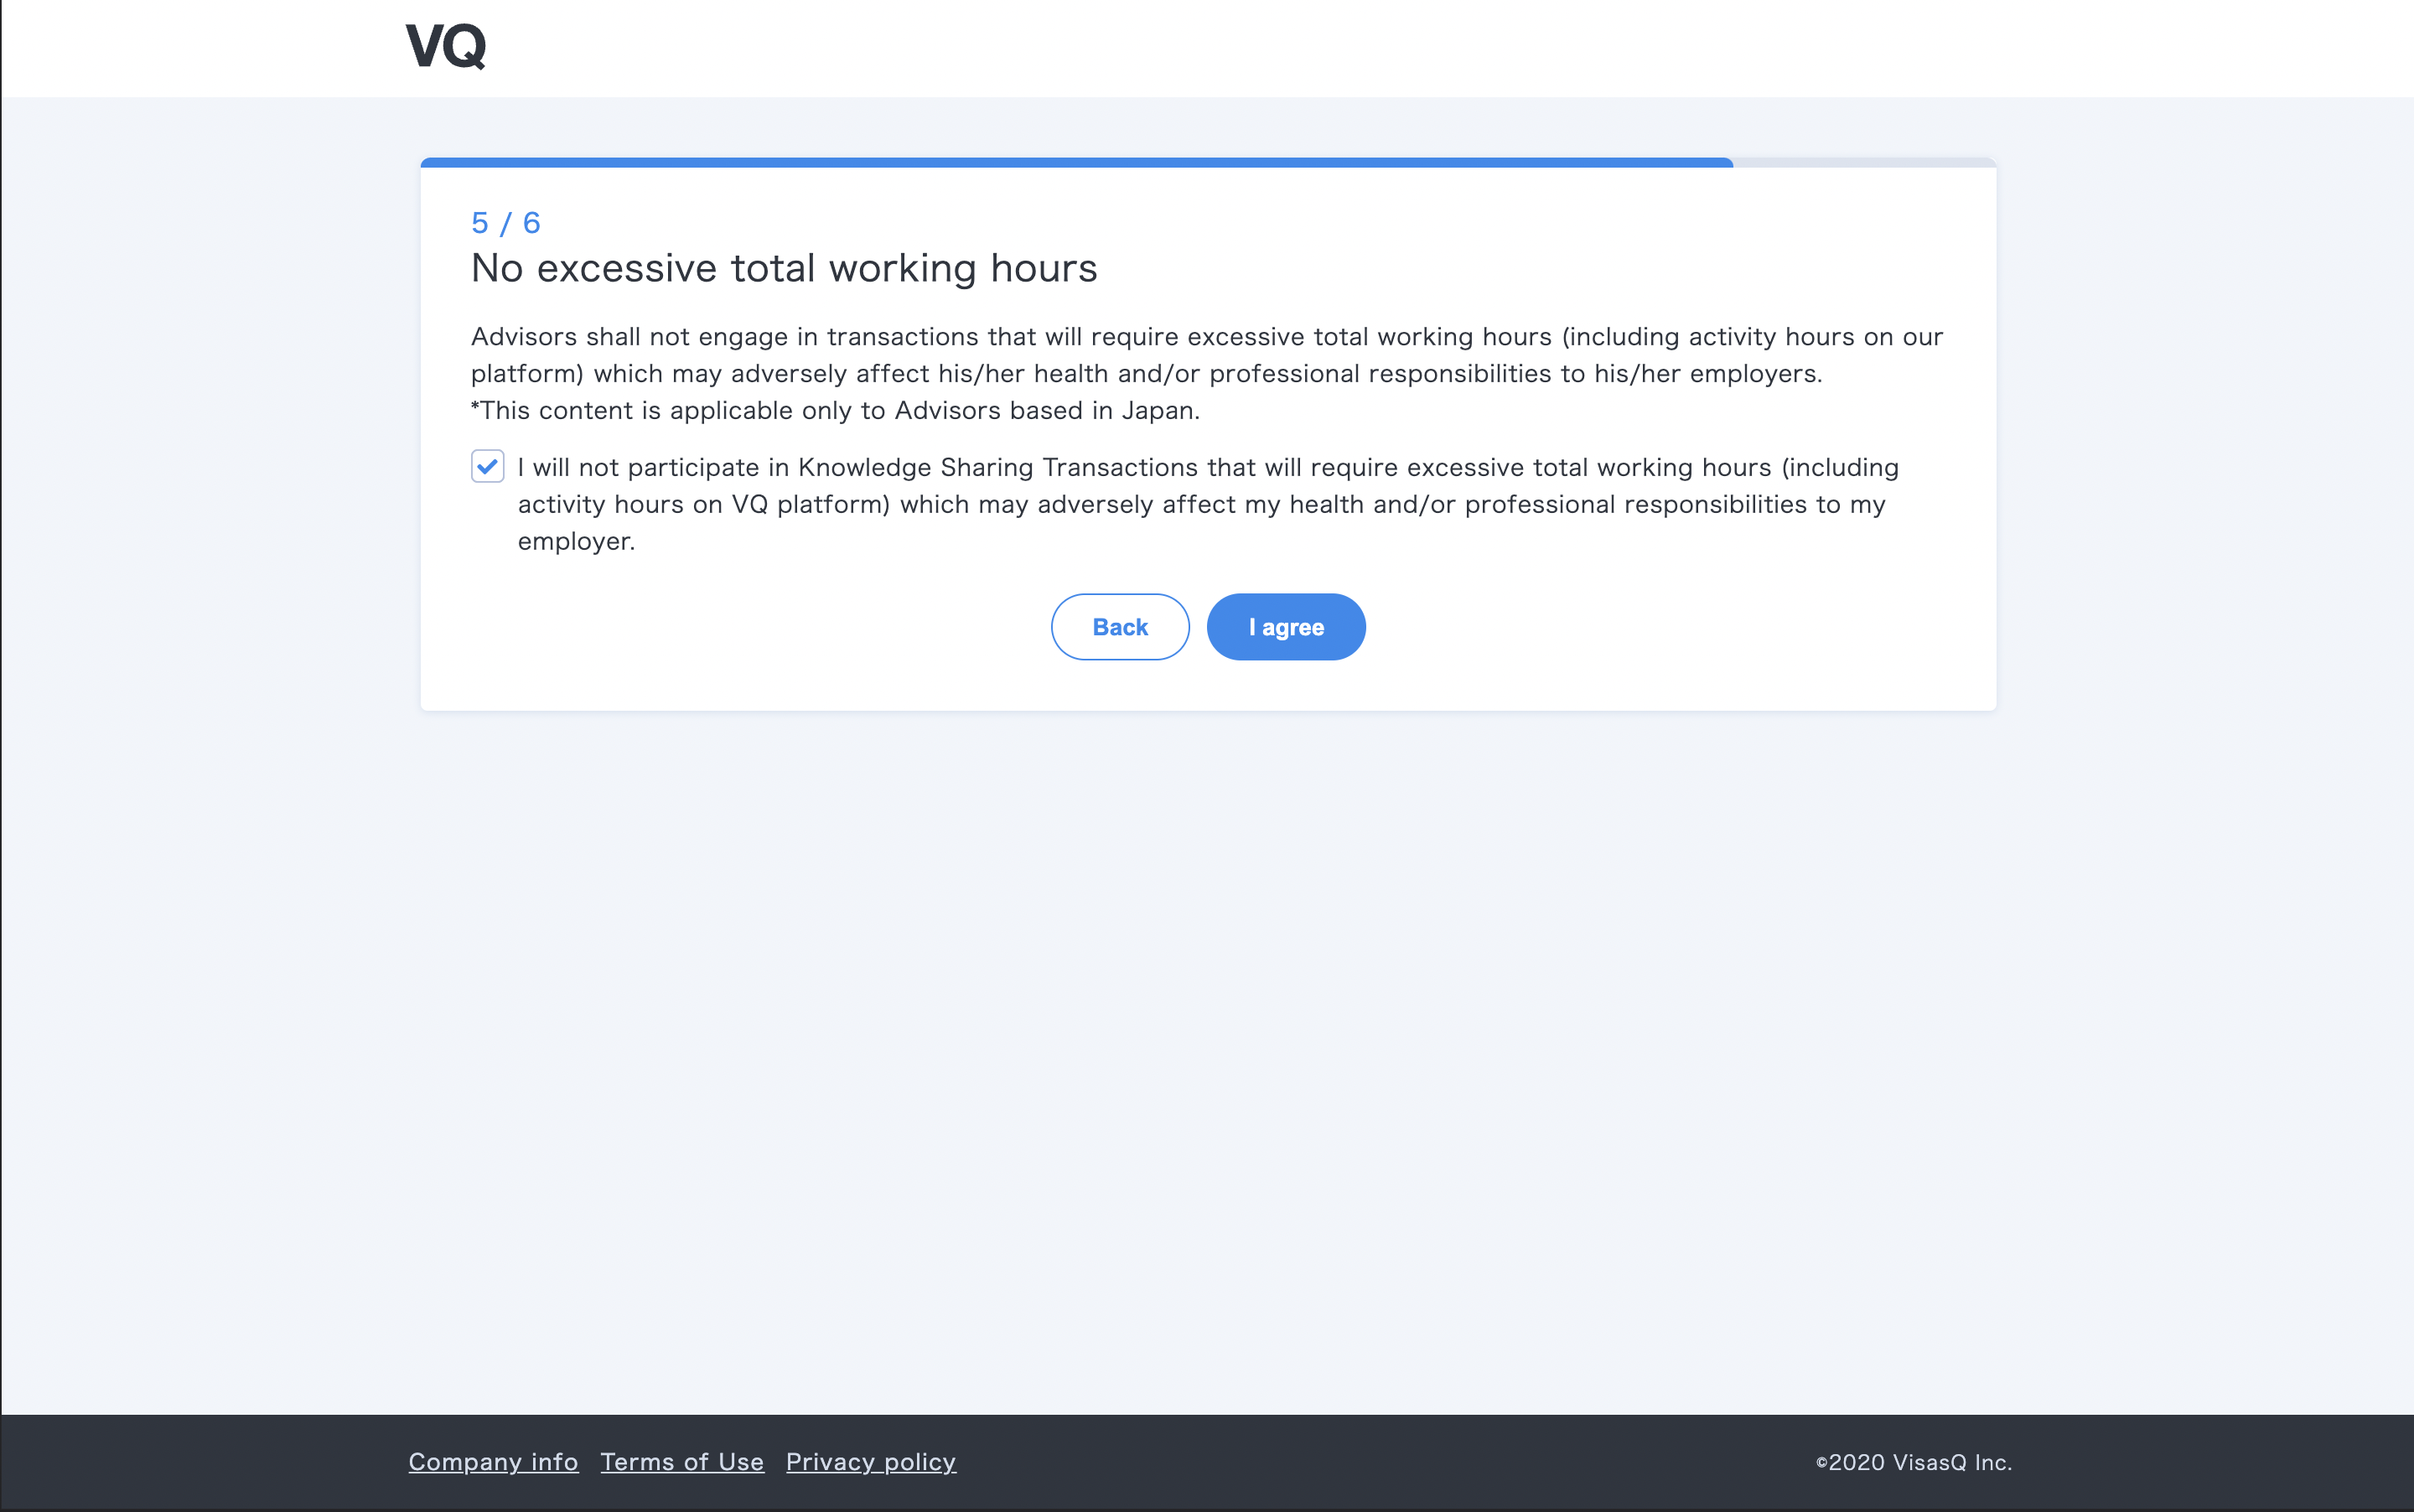 VQ
5 / 6
No excessive total working hours
Advisors shall not engage in transactions that will require excessive total working hours (including activity hours on our
platform) which may adversely affect his/her health and/or professional responsibilities to his/her employers.
*This content is applicable only to Advisors based in Japan.
I will not participate in Knowledge Sharing Transactions that will require excessive total working hours (including
activity hours on VQ platform) which may adversely affect my health and/or professional responsibilities to my
employer.
Back
I agree
Company info
Terms of Use
Privacy policy
©2020 VisasQ Inc.